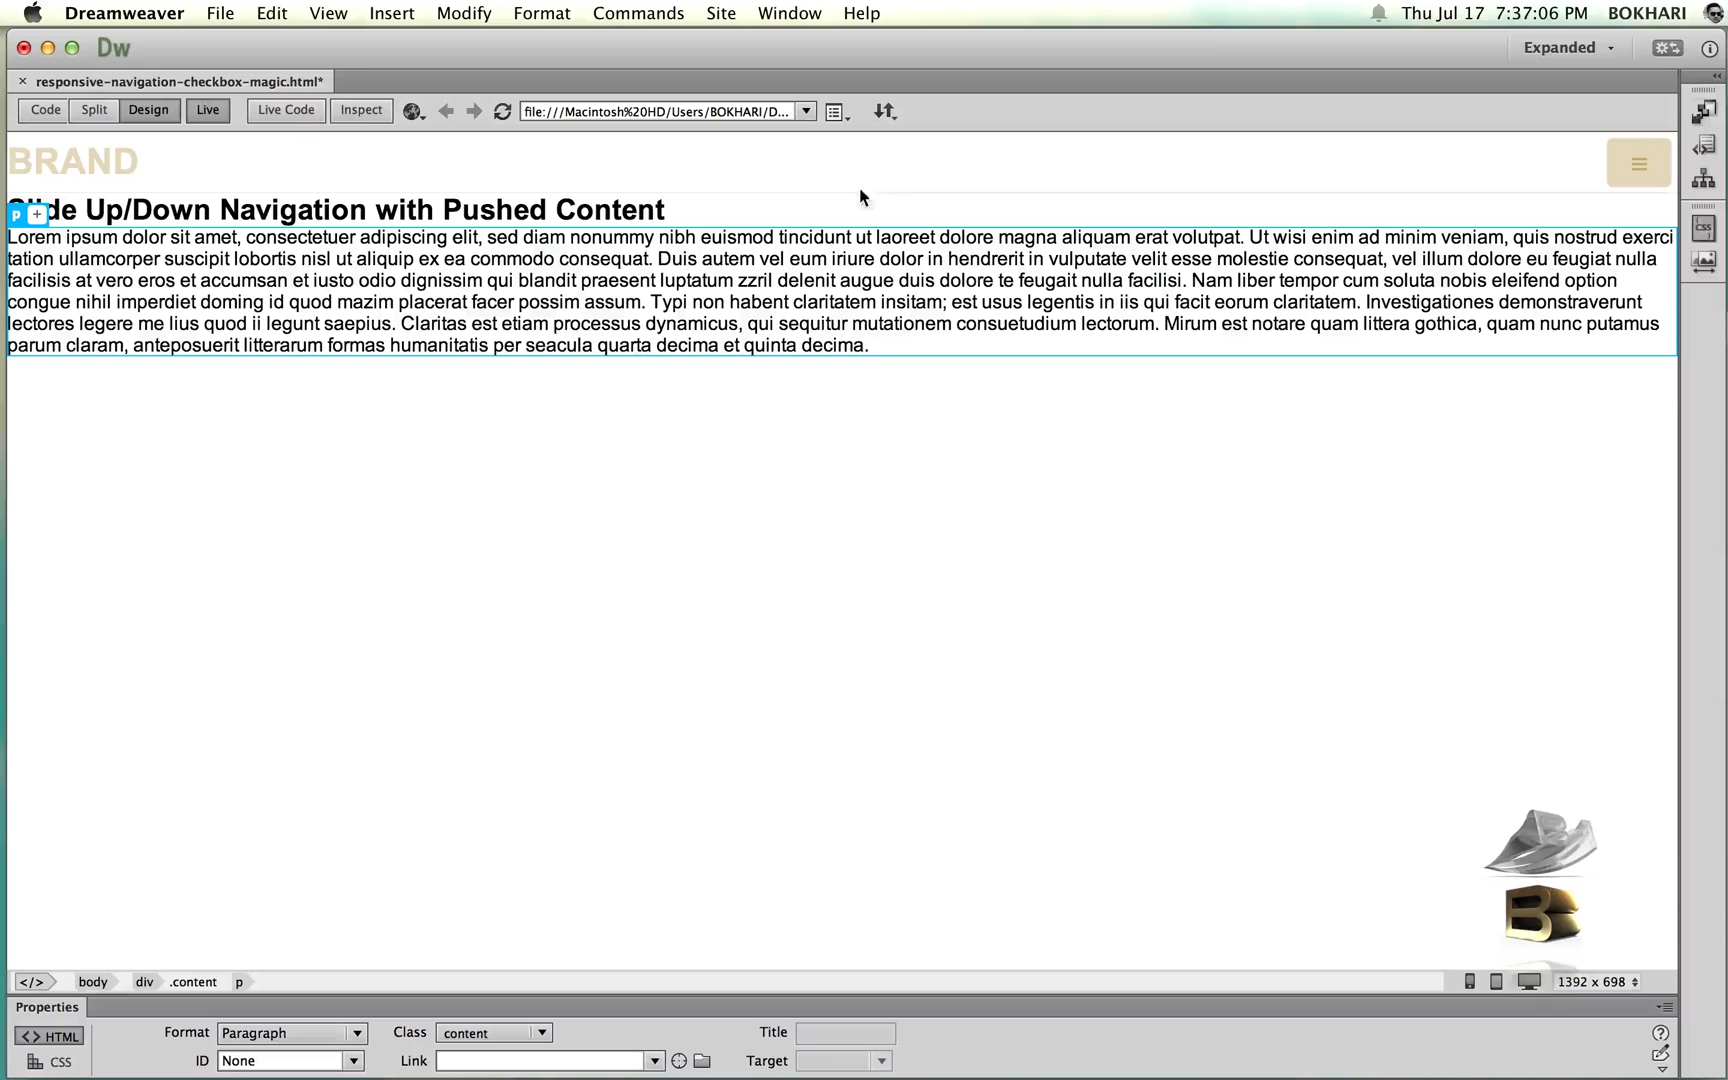 Dreamweaver File Edit View Insert Modify Format Commands Site Window Help Thu Jul 17 7:37:06 PM BOKHARI
Dw Expanded
responsive-navigation-checkbox-magic.html*
Code Split Design Live Live Code Inspect file:///Macintosh%20HD/Users/BOKHARI/D...
BRAND
Slide Up/Down Navigation with Pushed Content
p +
Lorem ipsum dolor sit amet, consectetuer adipiscing elit, sed diam nonummy nibh euismod tincidunt ut laoreet dolore magna aliquam erat volutpat. Ut wisi enim ad minim veniam, quis nostrud exerci
tation ullamcorper suscipit lobortis nisl ut aliquip ex ea commodo consequat. Duis autem vel eum iriure dolor in hendrerit in vulputate velit esse molestie consequat, vel illum dolore eu feugiat nulla
facilisis at vero eros et accumsan et iusto odio dignissim qui blandit praesent luptatum zzril delenit augue duis dolore te feugait nulla facilisi. Nam liber tempor cum soluta nobis eleifend option
congue nihil imperdiet doming id quod mazim placerat facer possim assum. Typi non habent claritatem insitam; est usus legentis in iis qui facit eorum claritatem. Investigationes demonstraverunt
lectores legere me lius quod ii legunt saepius. Claritas est etiam processus dynamicus, qui sequitur mutationem consuetudium lectorum. Mirum est notare quam littera gothica, quam nunc putamus
parum claram, anteposuerit litterarum formas humanitatis per seacula quarta decima et quinta decima.
B
</> body div .content p 1392 x 698
Properties
<> HTML Format Paragraph Class content Title
CSS ID None Link Target